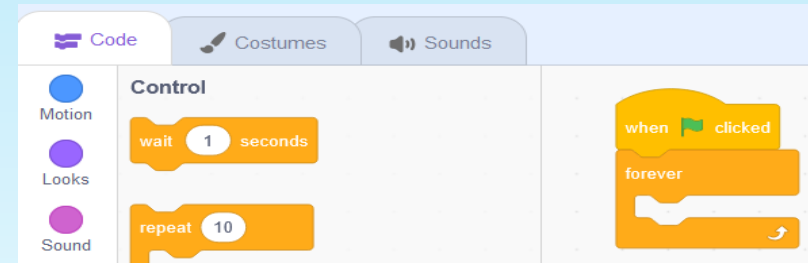 Code
Costumes
Sounds
Motion
Looks
Sound
Control
wait 1 seconds
repeat 10
when clicked
forever